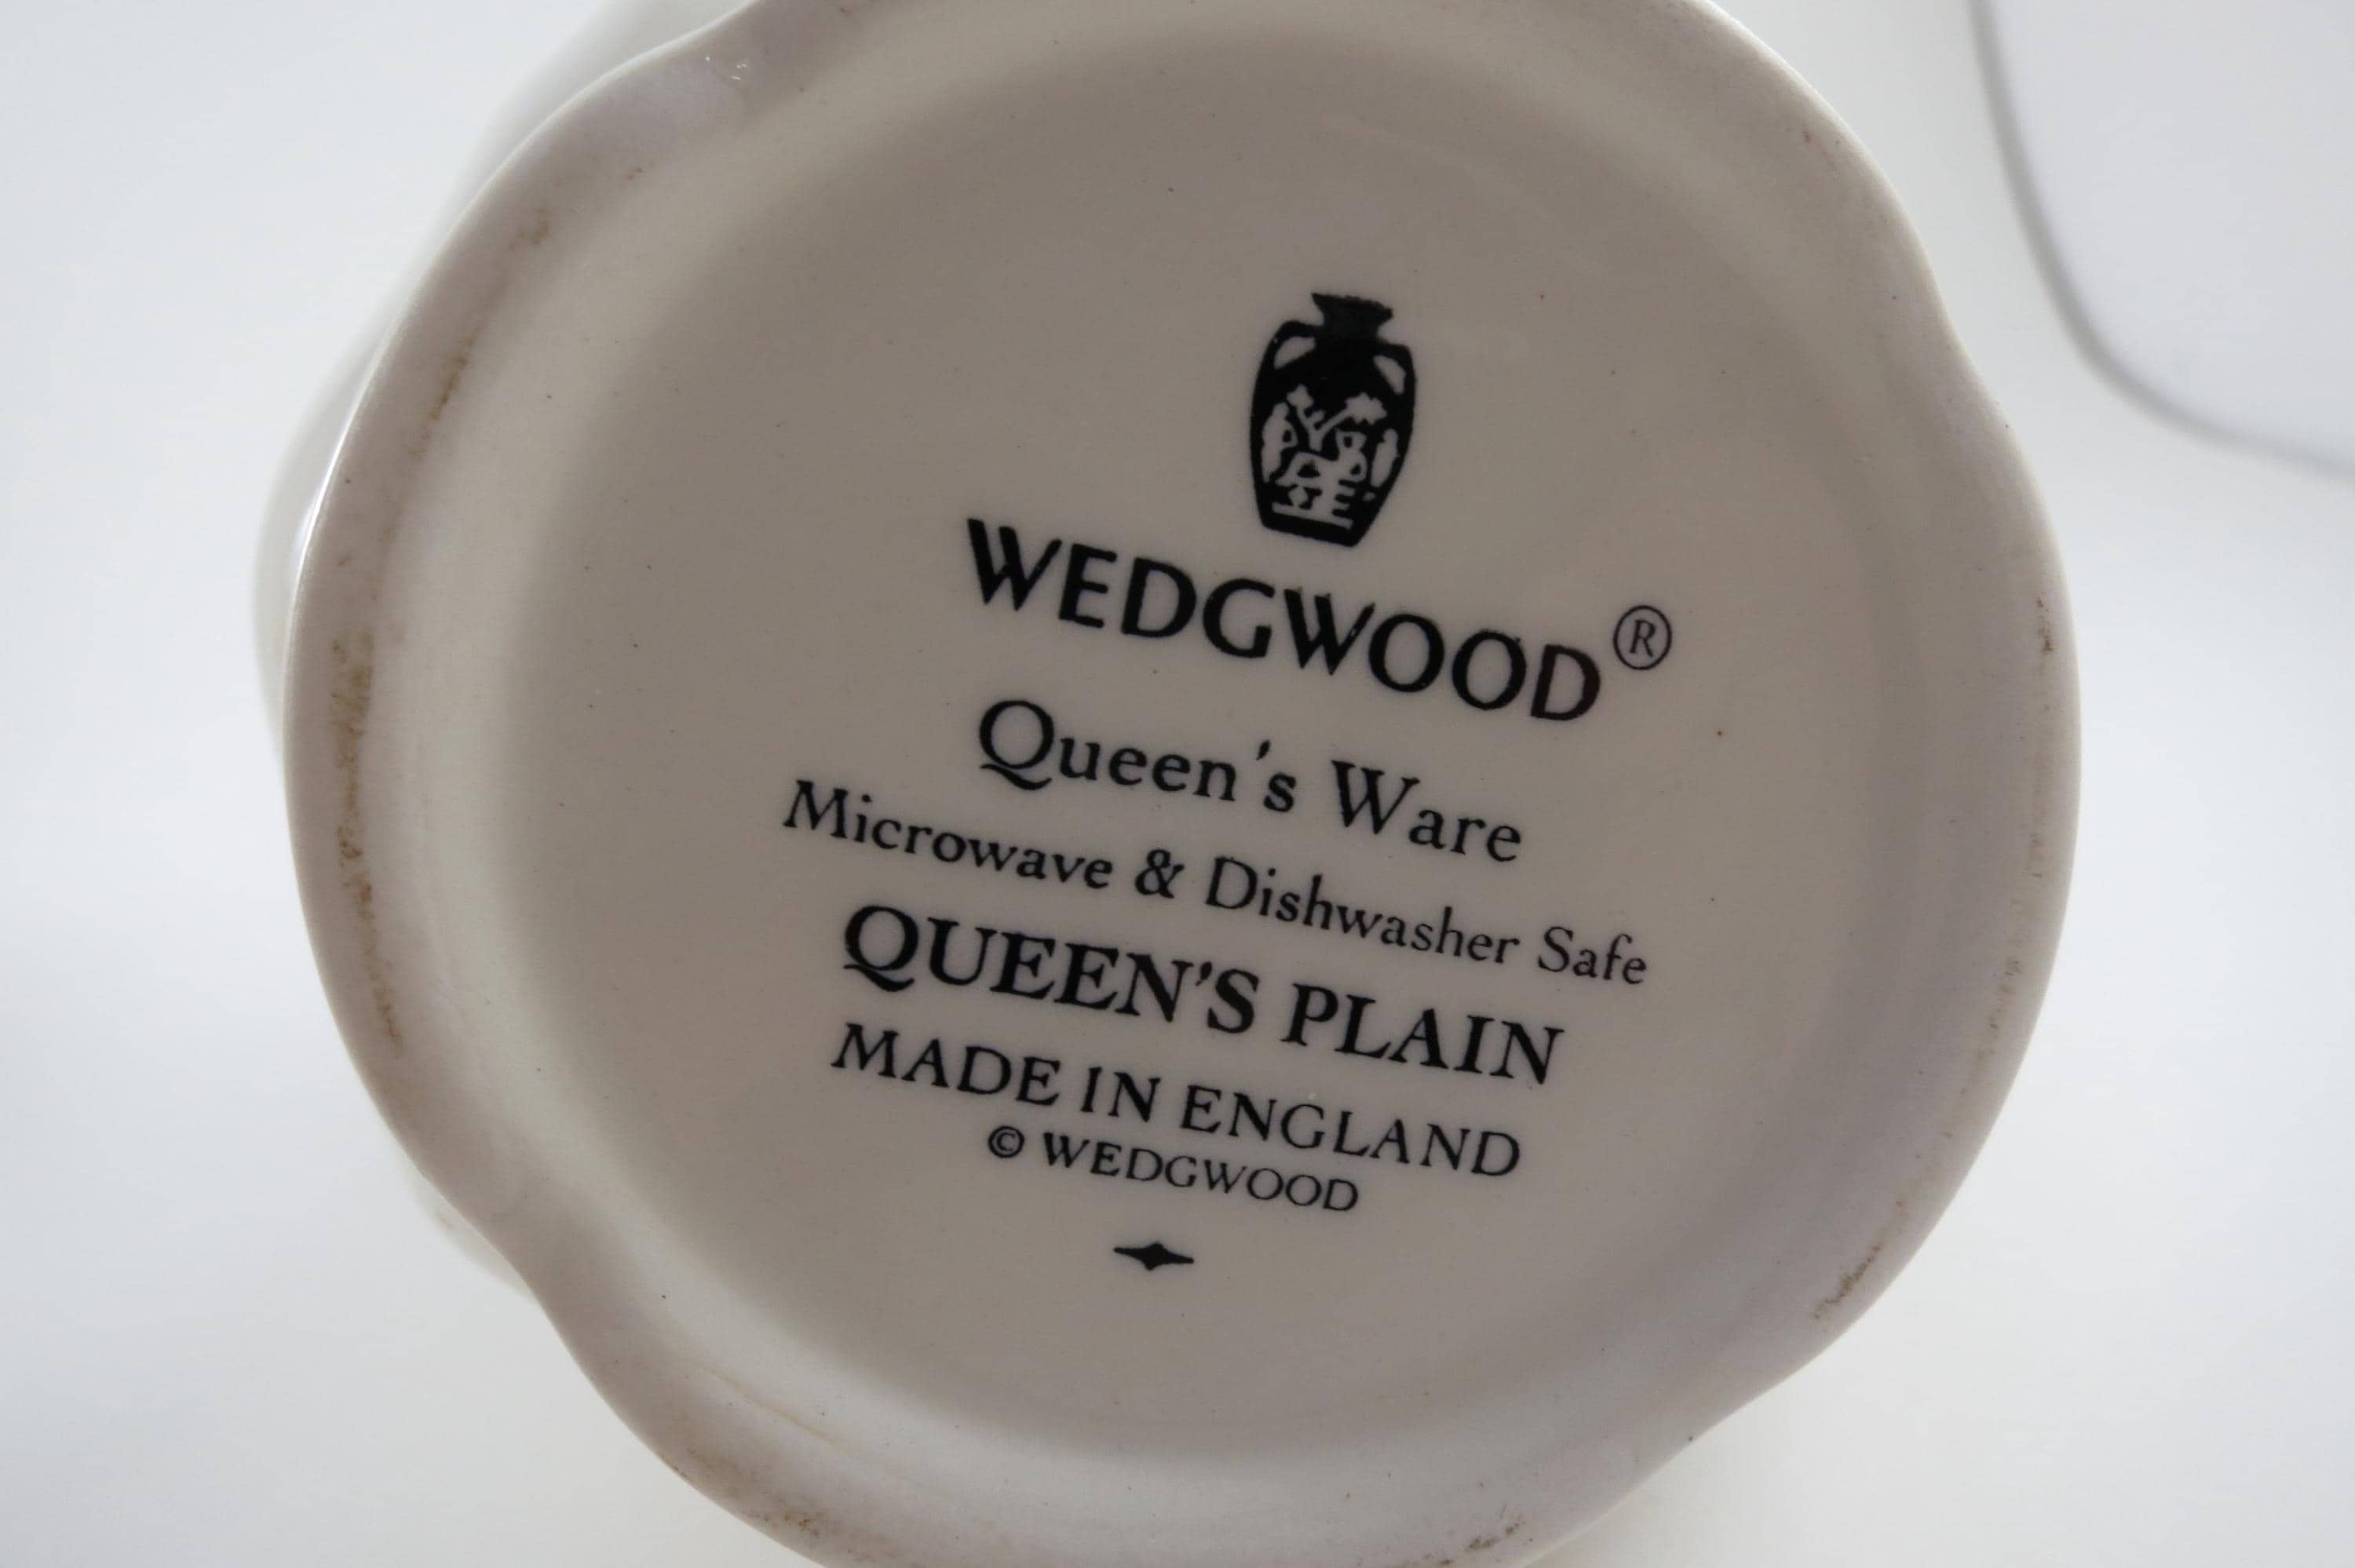 WEDGWOOD®
Queen's Ware
Microwave & Dishwasher Safe
QUEEN'S PLAIN
MADE IN ENGLAND
© WEDGWOOD